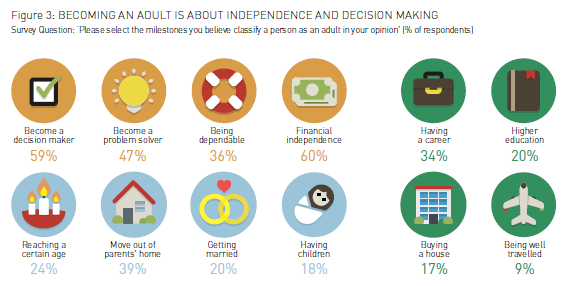 Figure 3: BECOMING AN ADULT IS ABOUT INDEPENDENCE AND DECISION MAKING
Survey Question: 'Please select the milestones you believe classify a person as an adult in your opinion' (% of respondents)
Become a
decision maker
59%
Become a
problem solver
47%
Being
dependable
36%
Financial
independence
60%
Having
a career
34%
Higher
education
20%
Reaching a
certain age
24%
Move out of
parents' home
39%
Getting
married
20%
Having
children
18%
Buying
a house
17%
Being well
travelled
9%